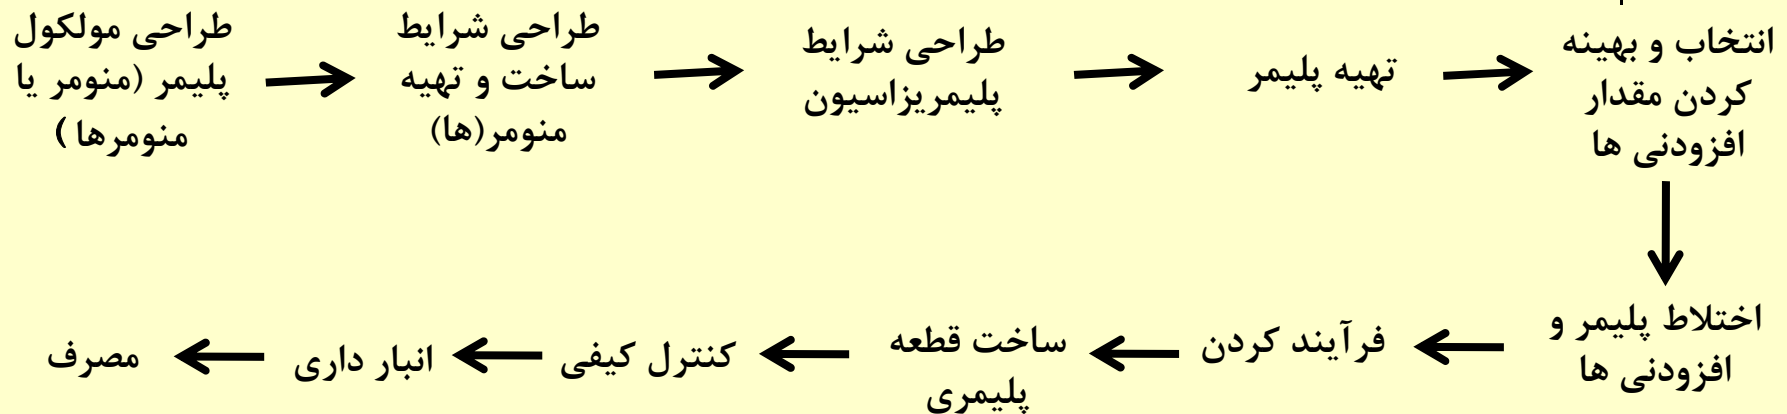 طراحی مولکول
پلیمر (منومر یا
منومرها )
طراحی شرایط
ساخت و تهیه
منومر(ها)
طراحی شرایط
پلیمریزاسیون
تهیه پلیمر
انتخاب و بهینه
کردن مقدار
افزودنی ها
اختلاط پلیمر و
افزودنی ها
فرآیند کردن
ساخت قطعه
پلیمری
کنترل کیفی
انبار داری
مصرف